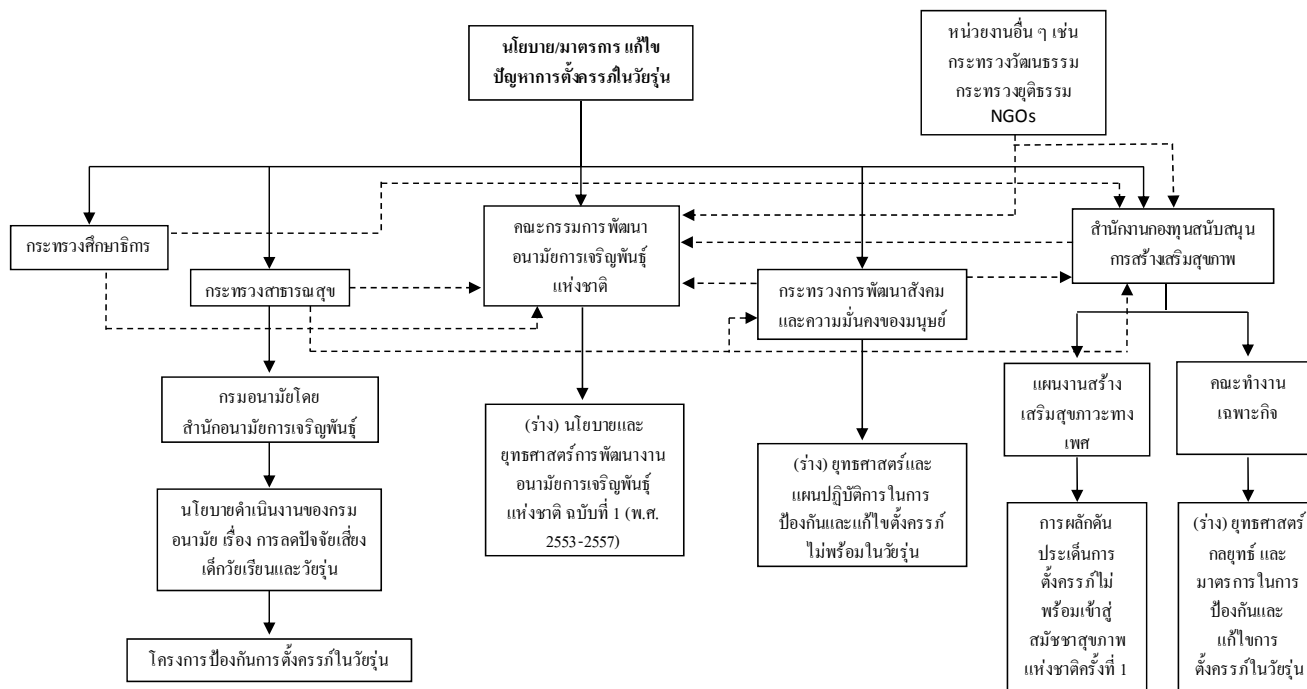 นโยบาย/มาตรการ แก้ไข
ปัญหาการตั้งครรภ์ในวัยรุ่น
หน่วยงานอื่น ๆ เช่น
กระทรวงวัฒนธรรม
กระทรวงยุติธรรม
NGOs
กระทรวงศึกษาธิการ
กระทรวงสาธารณสุข
คณะกรรมการพัฒนา
อนามัยการเจริญพันธุ์
แห่งชาติ
กระทรวงการพัฒนาสังคม
และความมั่นคงของมนุษย์
สำนักงานกองทุนสนับสนุน
การสร้างเสริมสุขภาพ
กรมอนามัยโดย
สำนักอนามัยการเจริญพันธุ์
นโยบายดำเนินงานของกรม
อนามัย เรื่อง การลดปัจจัยเสี่ยง
เด็กวัยเรียนและวัยรุ่น
โครงการป้องกันการตั้งครรภ์ในวัยรุ่น
(ร่าง) นโยบายและ
ยุทธศาสตร์การพัฒนางาน
อนามัยการเจริญพันธุ์
แห่งชาติ ฉบับที่ 1 (พ.ศ.
2553-2557)
(ร่าง) ยุทธศาสตร์และ
แผนปฏิบัติการในการ
ป้องกันและแก้ไขตั้งครรภ์
ไม่พร้อมในวัยรุ่น
แผนงานสร้าง
เสริมสุขภาวะทาง
เพศ
การผลักดัน
ประเด็นการ
ตั้งครรภ์ไม่
พร้อมเข้าสู่
สมัชชาสุขภาพ
แห่งชาติครั้งที่ 1
คณะทำงาน
เฉพาะกิจ
(ร่าง) ยุทธศาสตร์
กลยุทธ์ และ
มาตรการในการ
ป้องกันและ
แก้ไขการ
ตั้งครรภ์ในวัยรุ่น